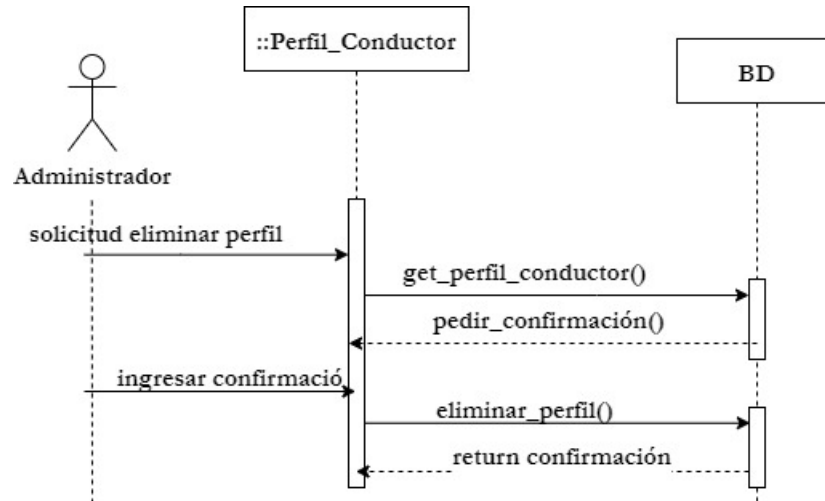 ::Perfil_Conductor
BD
Administrador
solicitud eliminar perfil
get_perfil_conductor()
pedir_confirmación()
ingresar confirmació
eliminar_perfil()
return confirmación